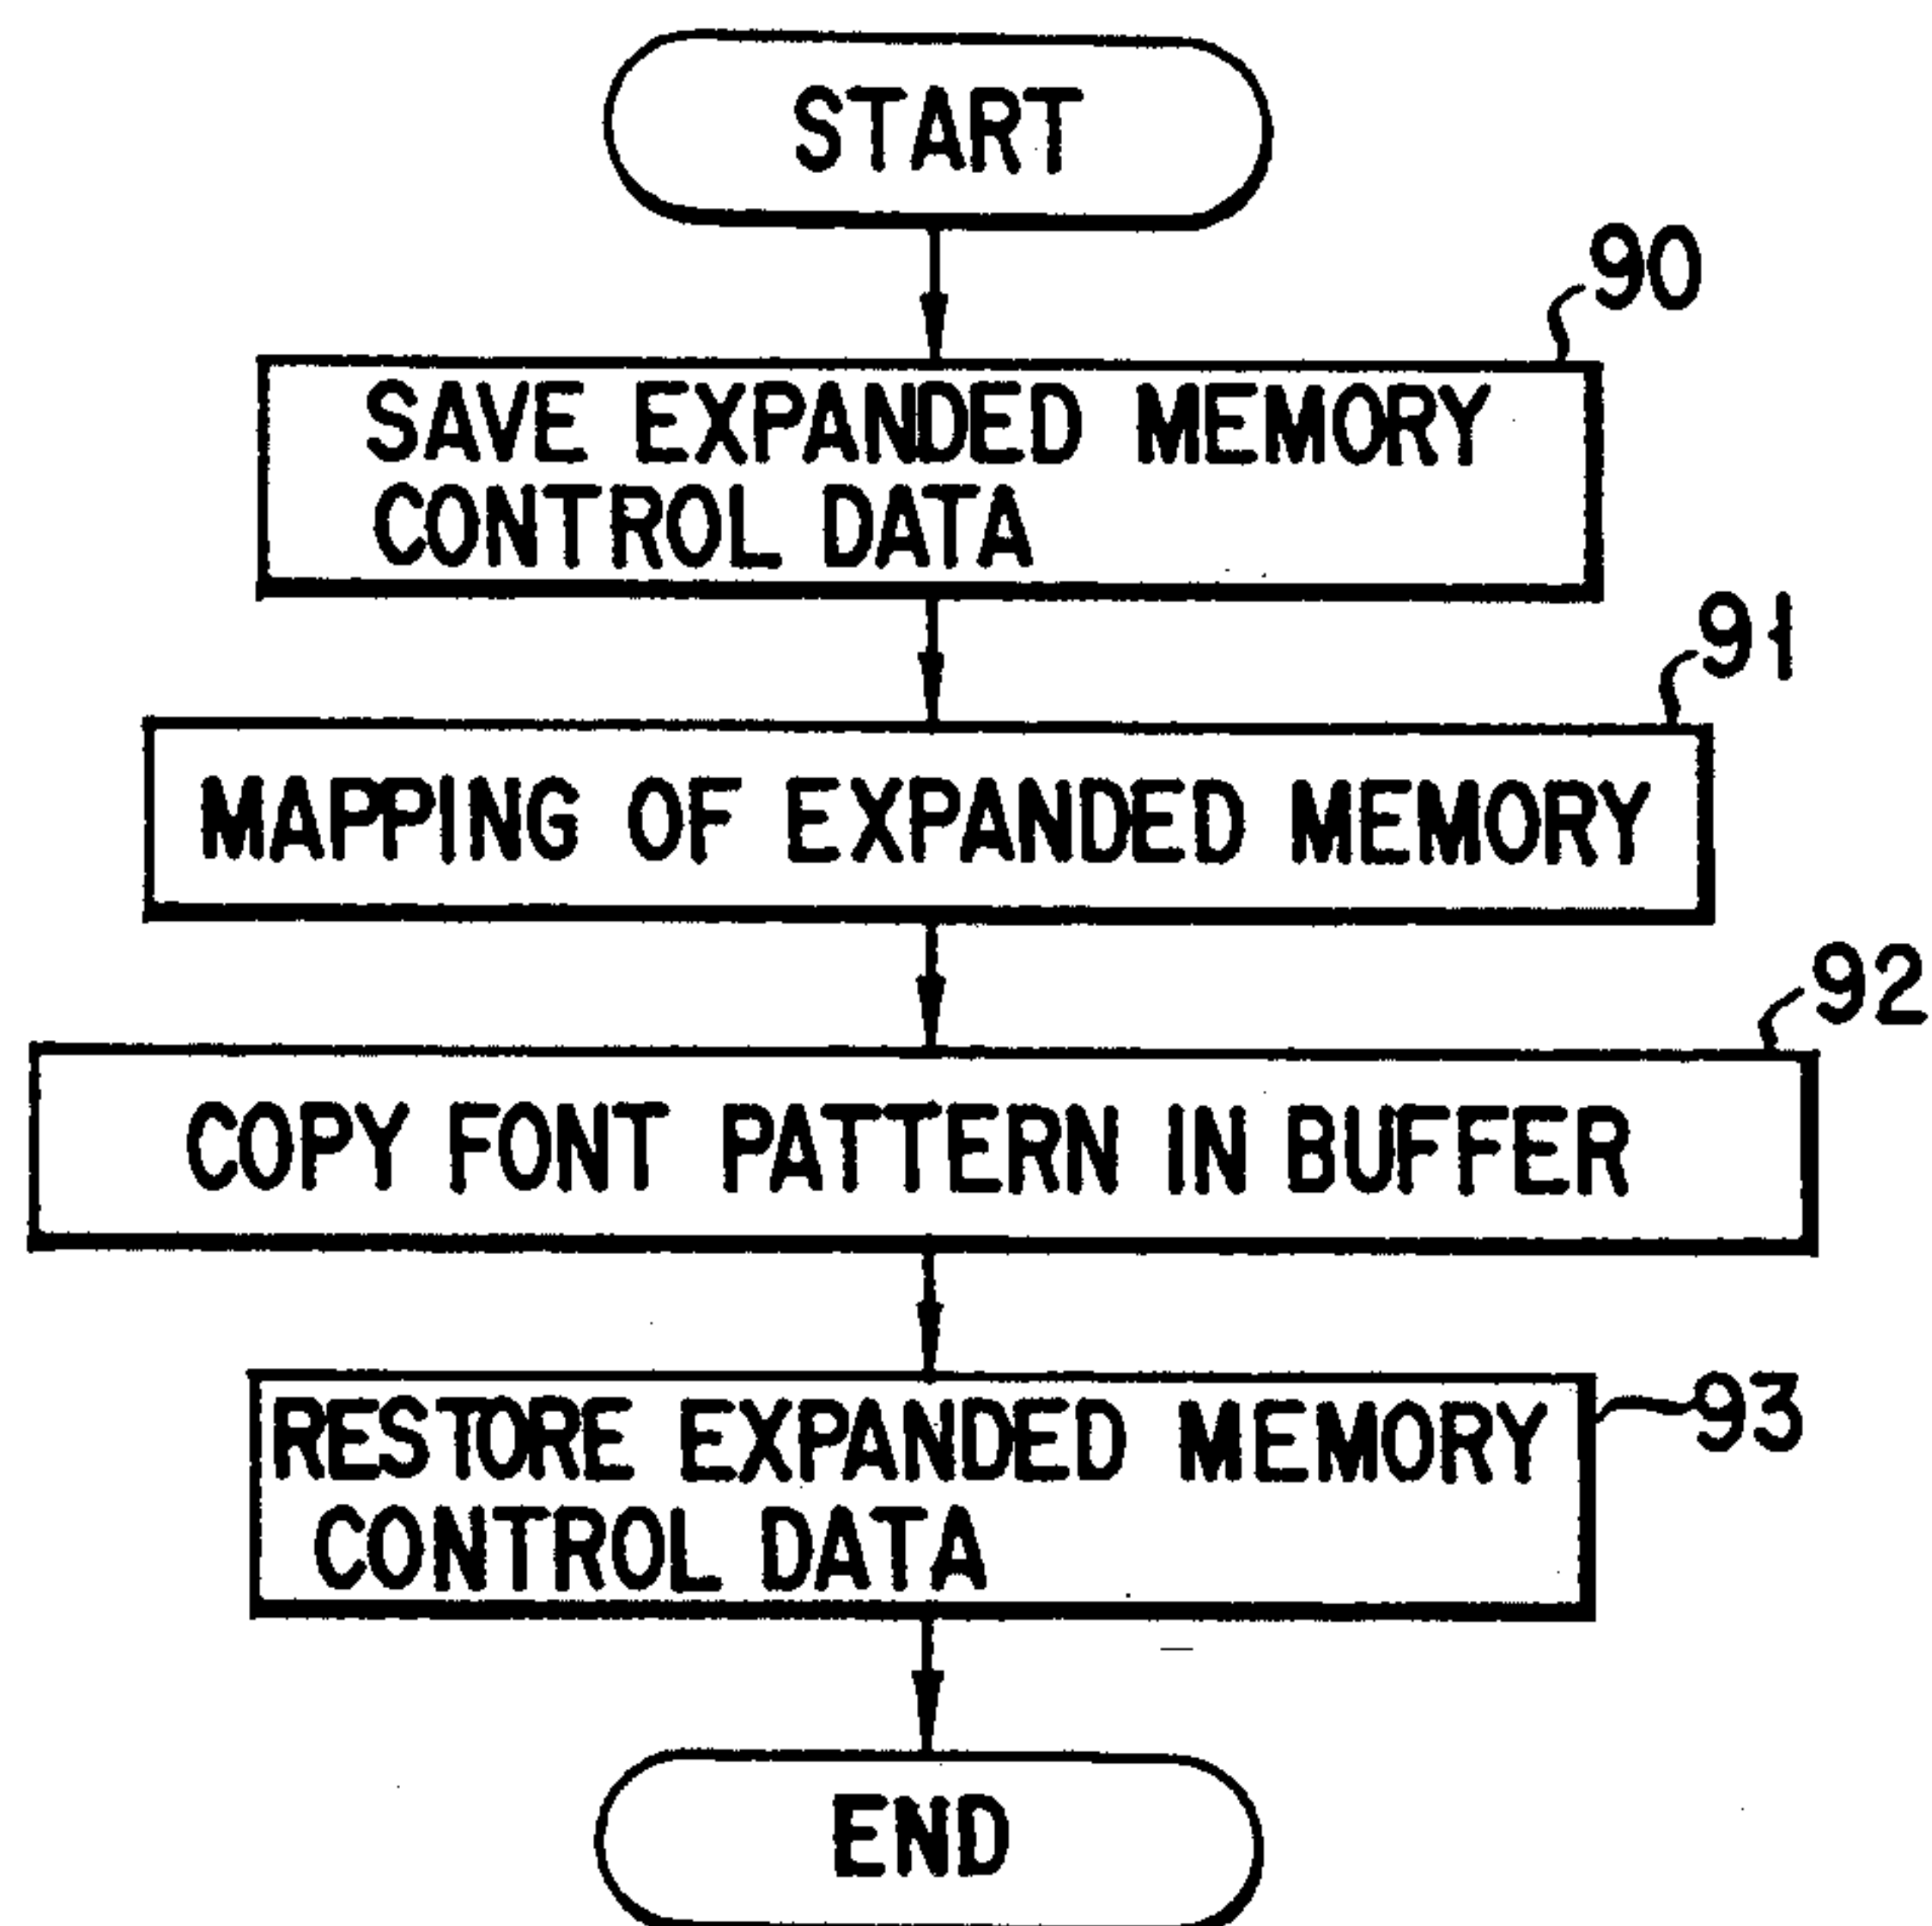 START
90
SAVE EXPANDED MEMORY
CONTROL DATA
91
MAPPING OF EXPANDED MEMORY
92
COPY FONT PATTERN IN BUFFER
RESTORE EXPANDED MEMORY
93
CONTROL DATA
END